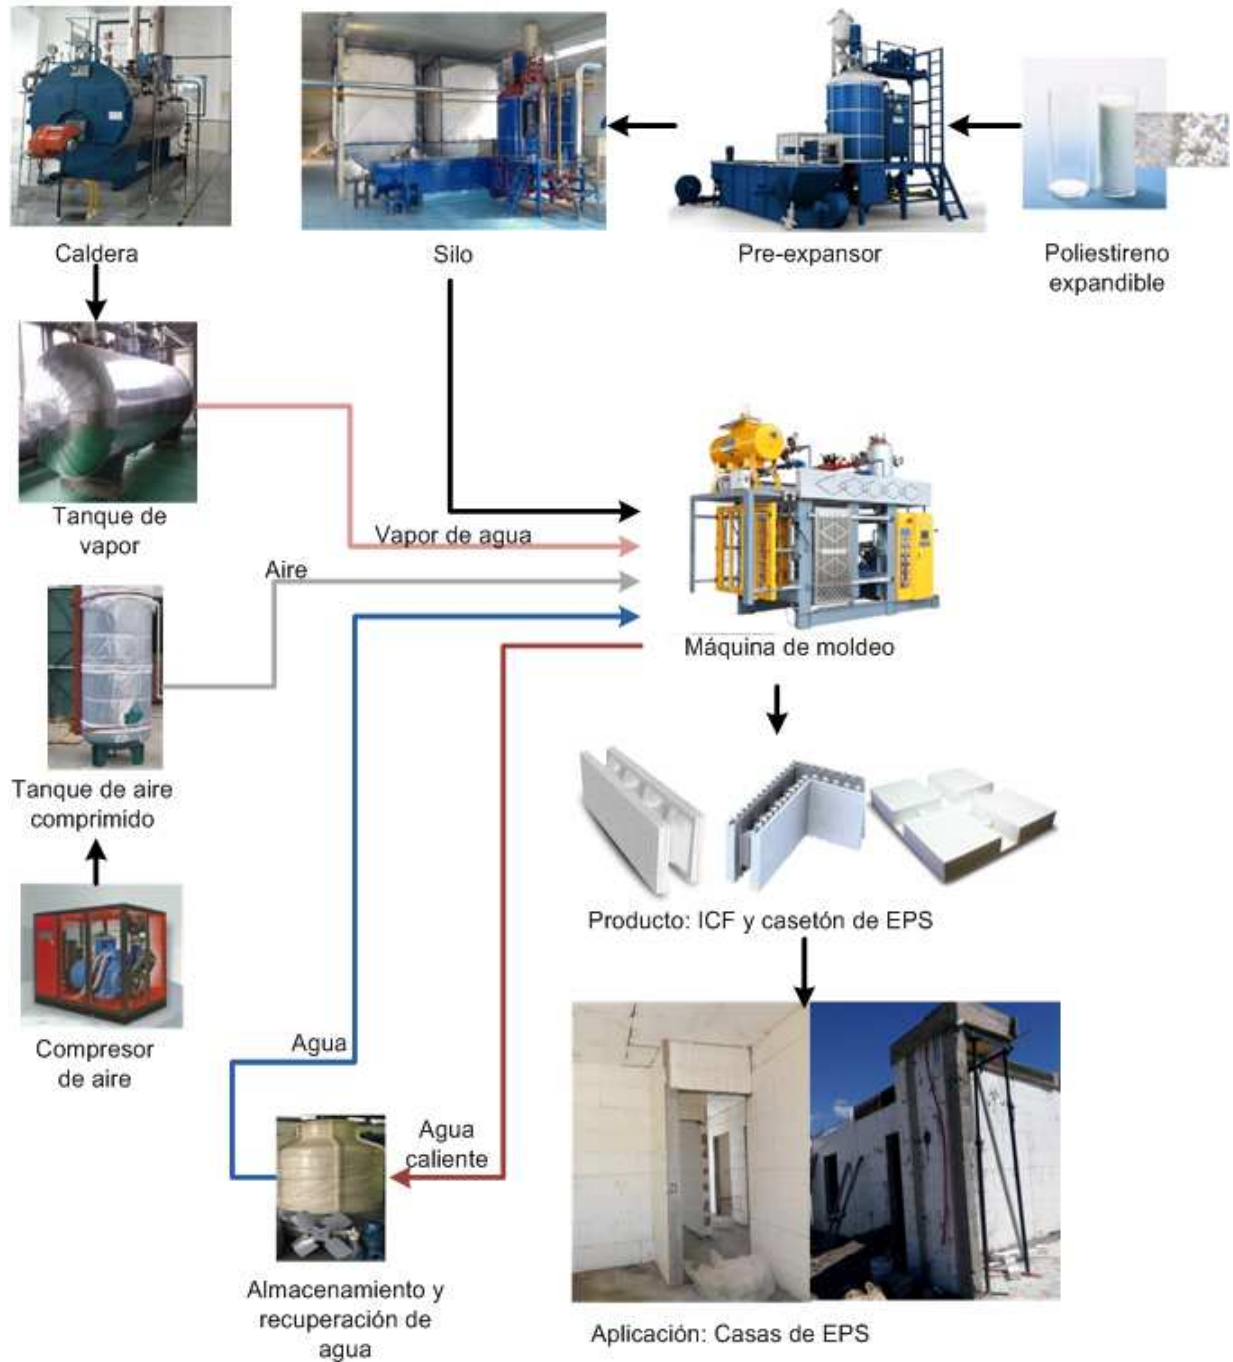 Caldera
Silo
Pre-expansor
Poliestireno
expandible
Tanque de
vapor
Vapor de agua
Aire
Máquina de moldeo
Tanque de aire
comprimido
Producto: ICF y casetón de EPS
Compresor
de aire
Agua
Agua
caliente
Almacenamiento y
recuperación de
agua
Aplicación: Casas de EPS